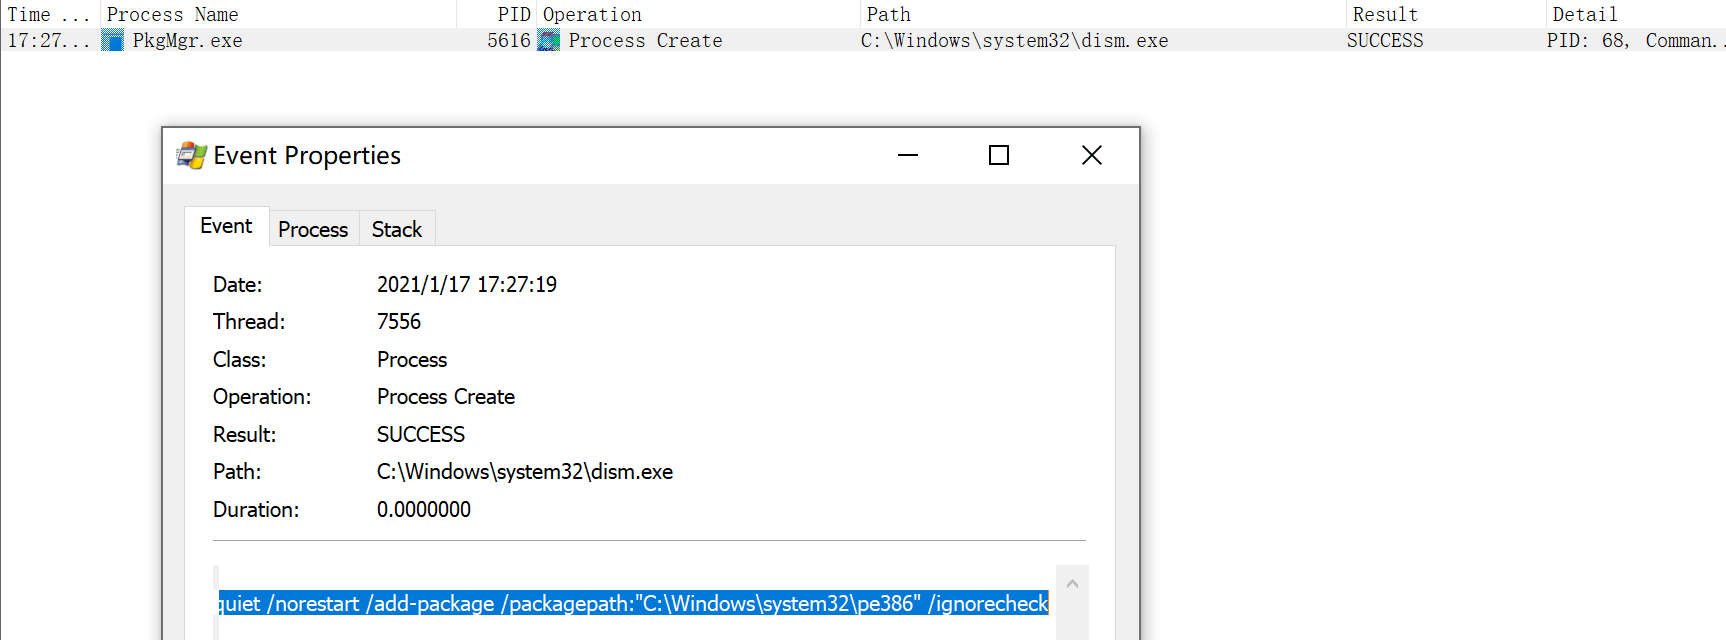 Time ... Process Name PID Operation Path Result Detail
17:27... PkgMgr.exe 5616 Process Create C:\Windows\system32\dism.exe SUCCESS PID: 68, Comman..
Event Properties
Event Process Stack
Date: 2021/1/17 17:27:19
Thread: 7556
Class: Process
Operation: Process Create
Result: SUCCESS
Path: C:\Windows\system32\dism.exe
Duration: 0.0000000
quiet /norestart /add-package /packagepath:"C:\Windows\system32\pe386" /ignorecheck